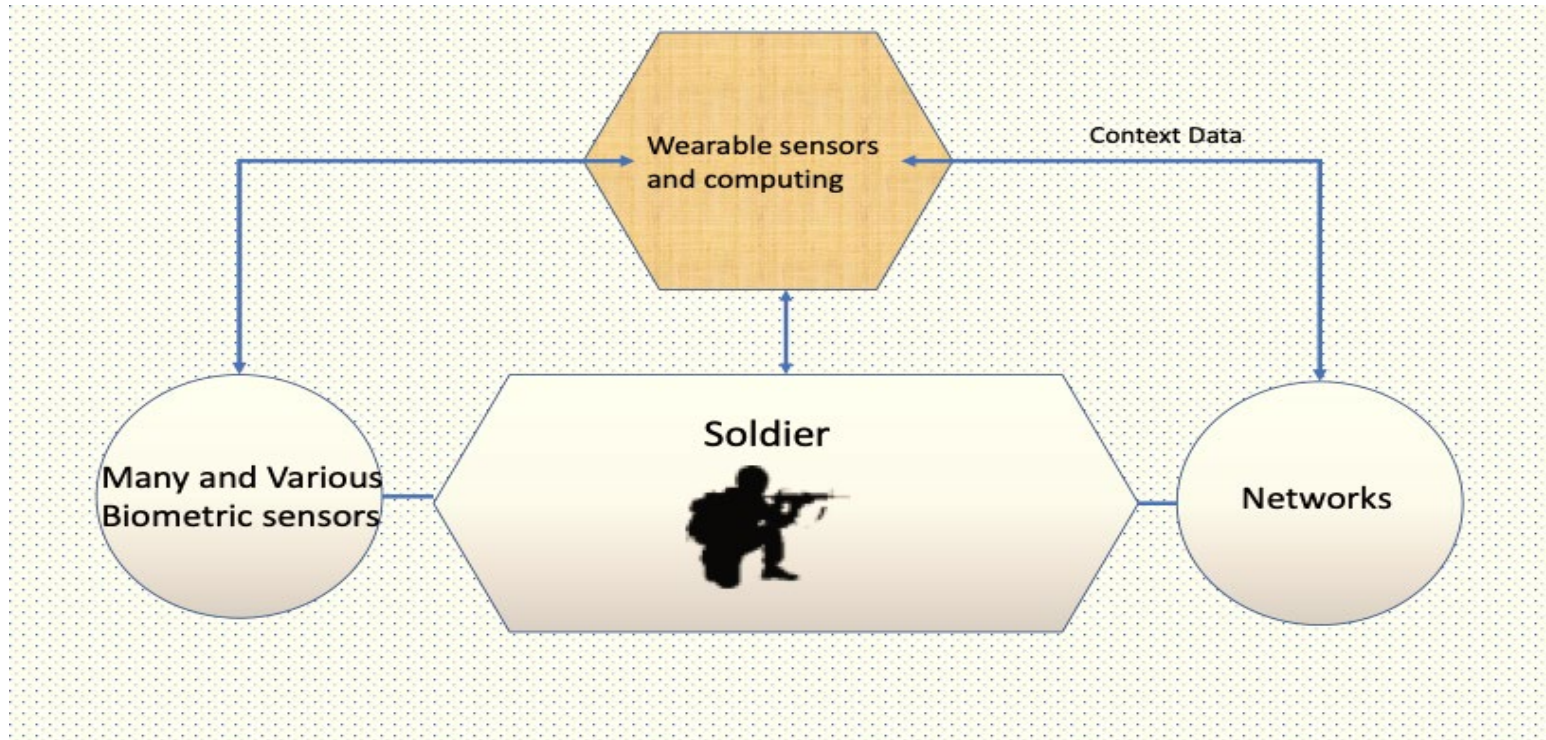 Wearable sensors
and computing
Context Data
Soldier
Many and Various
Biometric sensors
Networks